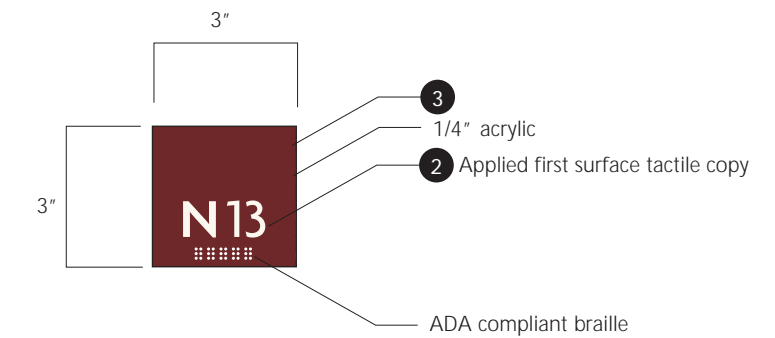 3"
3
1/4" acrylic
2 Applied first surface tactile copy
3"
N 13
ADA compliant braille